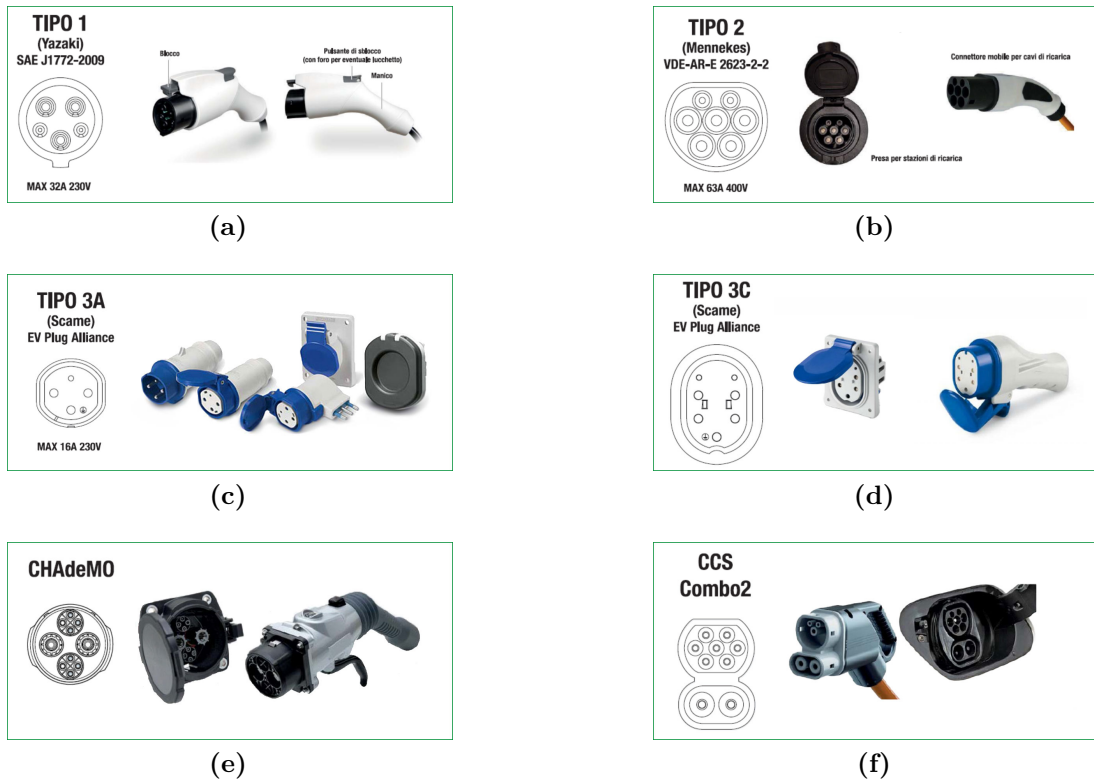 TIPO 1
(Yazaki)
SAE J1772-2009
Blocco
Pulsante di sblocco
(con foro per eventuale lucchetto)
Manico
MAX 32A 230V
(a)
TIPO 2
(Mennekes)
VDE-AR-E 2623-2-2
Connettore mobile per cavi di ricarica
Presa per stazioni di ricarica
MAX 63A 400V
(b)
TIPO 3A
(Scame)
EV Plug Alliance
MAX 16A 230V
(c)
TIPO 3C
(Scame)
EV Plug Alliance
(d)
CHAdeMO
(e)
CCS
Combo2
(f)